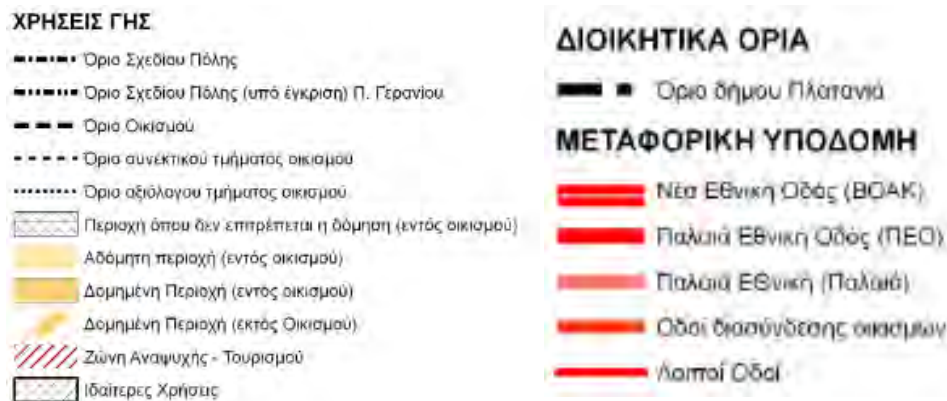 ΧΡΗΣΕΙΣ ΓΗΣ
Όριο Σχεδίου Πόλης
Όριο Σχεδίου Πόλης (υπό έγκριση) Π. Γερανίου
Όριο Οικισμού
Όριο συνεκτικού τμήματος οικισμού
Όριο αξιόλογου τμήματος οικισμού
Περιοχή όπου δεν επιτρέπεται η δόμηση (εντός οικισμού)
Αδόμητη περιοχή (εντός οικισμού)
Δομημένη Περιοχή (εντός οικισμού)
Δομημένη Περιοχή (εκτός Οικισμού)
Ζώνη Αναψυχής - Τουρισμού
Ιδαίτερες Χρήσεις
ΔΙΟΙΚΗΤΙΚΑ ΟΡΙΑ
Όριο δήμου Πλατανιά
ΜΕΤΑΦΟΡΙΚΗ ΥΠΟΔΟΜΗ
Νέα Εθνική Οδός (ΒΟΑΚ)
Παλαιά Εθνική Οδός (ΠΕΟ)
Παλαιά Εθνική (Παλαιά)
Οδοί διασύνδεσης οικισμών
Λοιποί Οδοί